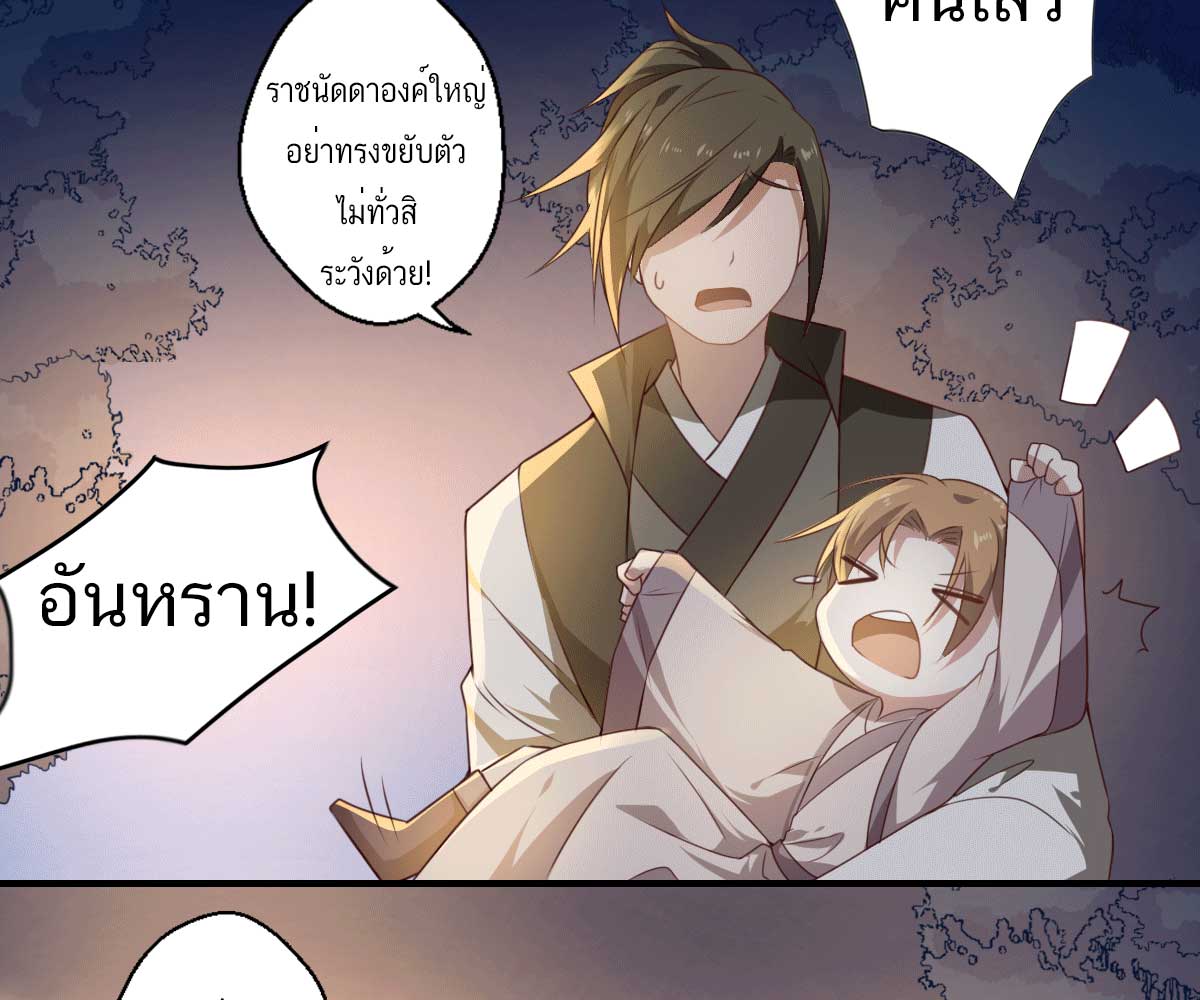 ราชนัดดาองค์ใหญ่
อย่าทรงขยับตัว
ไม่ทั่วสิ
ระวังด้วย!
อันหราน!